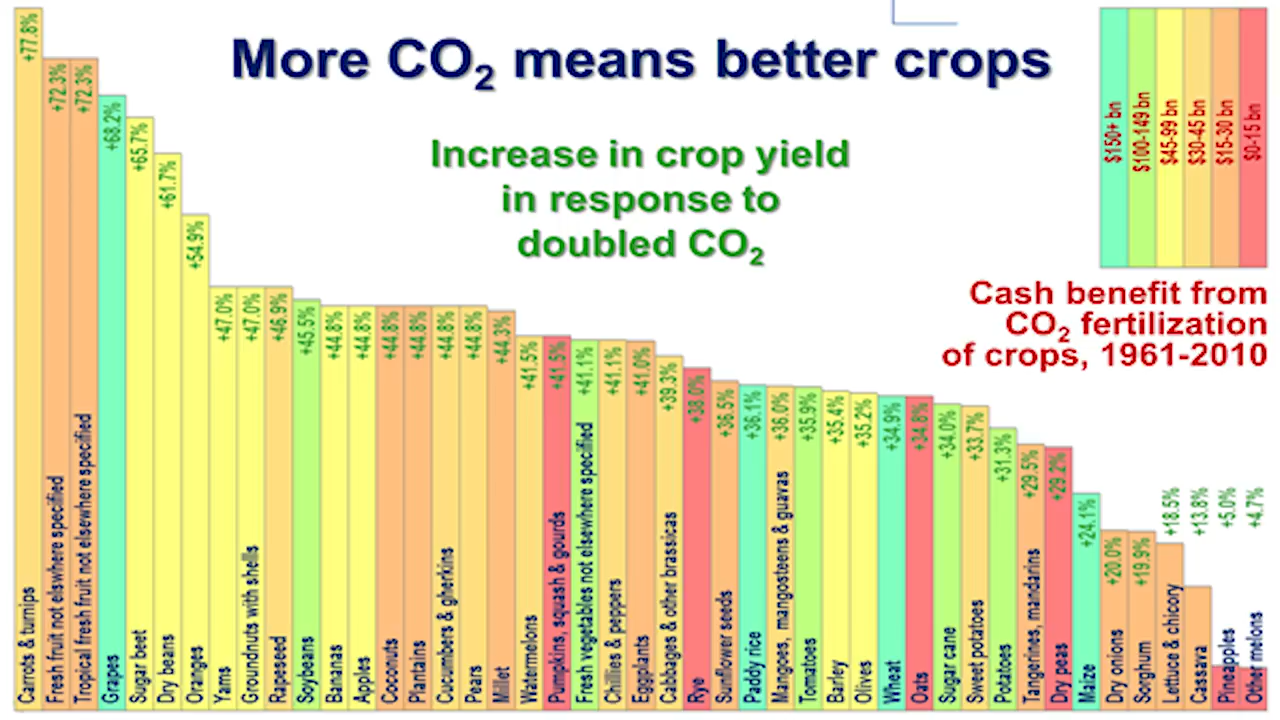 More CO₂ means better crops
Increase in crop yield
in response to
doubled CO₂
$150+ bn
$100-149 bn
$45-99 bn
$30-45 bn
$15-30 bn
$0-15 bn
Cash benefit from
CO₂ fertilization
of crops, 1961-2010
+77.8%
Carrots & turnips
+72.3%
Fresh fruit not elswhere specified
+72.3%
Tropical fresh fruit not elsewhere specified
+68.2%
Grapes
+65.7%
Sugar beet
+61.7%
Dry beans
+54.9%
Oranges
+47.0%
Yams
+47.0%
Groundnuts with shells
+46.9%
Rapeseed
+45.5%
Soybeans
+44.8%
Bananas
+44.8%
Apples
+44.8%
Coconuts
+44.8%
Plantains
+44.8%
Cucumbers & gherkins
+44.8%
Pears
+44.3%
Millet
+41.5%
Watermelons
+41.5%
Pumpkins, squash & gourds
+41.1%
Fresh vegetables not elsewhere specified
+41.1%
Chillies & peppers
+41.0%
Eggplants
+39.3%
Cabbages & other brassicas
+38.0%
Rye
+36.5%
Sunflower seeds
+36.1%
Paddy rice
+36.0%
Mangoes, mangosteens & guavas
+35.9%
Tomatoes
+35.4%
Barley
+35.2%
Olives
+34.9%
Wheat
+34.8%
Oats
+34.0%
Sugar cane
+33.7%
Sweet potatoes
+31.3%
Potatoes
+29.5%
Tangerines, mandarins
+29.2%
Dry peas
+24.1%
Maize
+20.0%
Dry onions
+19.9%
Sorghum
+18.5%
Lettuce & chicory
+13.8%
Cassara
+5.0%
Pineapples
+4.7%
Other melons